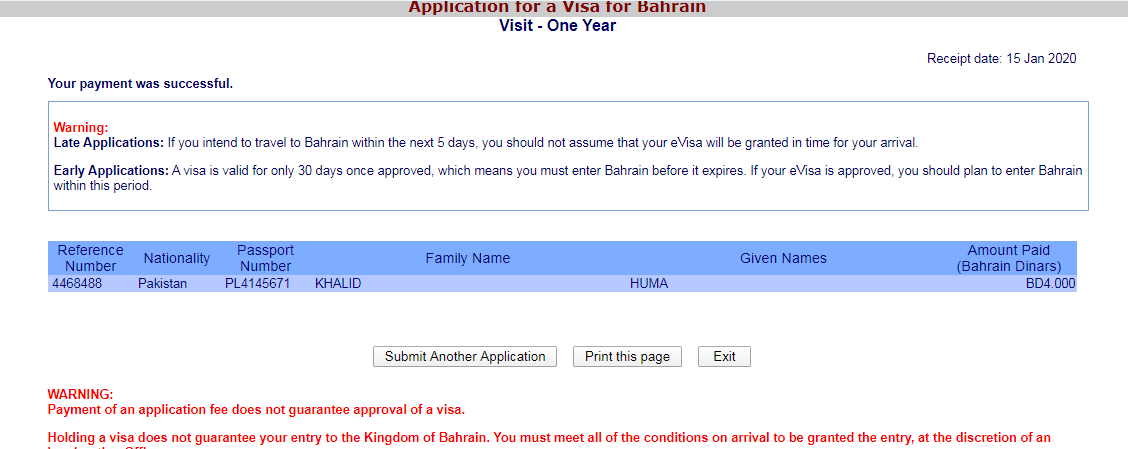 Application for a Visa for Bahrain
Visit - One Year
Receipt date: 15 Jan 2020
Your payment was successful.
Warning:
Late Applications: If you intend to travel to Bahrain within the next 5 days, you should not assume that your eVisa will be granted in time for your arrival.
Early Applications: A visa is valid for only 30 days once approved, which means you must enter Bahrain before it expires. If your eVisa is approved, you should plan to enter Bahrain
within this period.
Reference Number Nationality Passport Number Family Name Given Names Amount Paid (Bahrain Dinars)
4468488 Pakistan PL4145671 KHALID HUMA BD4.000
Submit Another Application Print this page Exit
WARNING:
Payment of an application fee does not guarantee approval of a visa.
Holding a visa does not guarantee your entry to the Kingdom of Bahrain. You must meet all of the conditions on arrival to be granted the entry, at the discretion of an